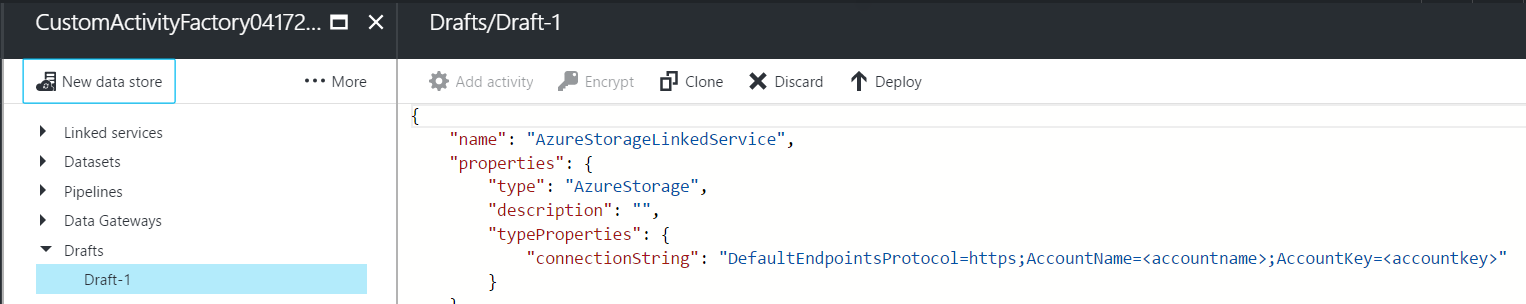 CustomActivityFactory04172...
Drafts/Draft-1
New data store
••• More
Add activity
Encrypt
Clone
Discard
Deploy
Linked services
Datasets
Pipelines
Data Gateways
Drafts
Draft-1
{
"name": "AzureStorageLinkedService",
"properties": {
"type": "AzureStorage",
"description": "",
"typeProperties": {
"connectionString": "DefaultEndpointsProtocol=https;AccountName=<accountname>;AccountKey=<accountkey>"
}
}